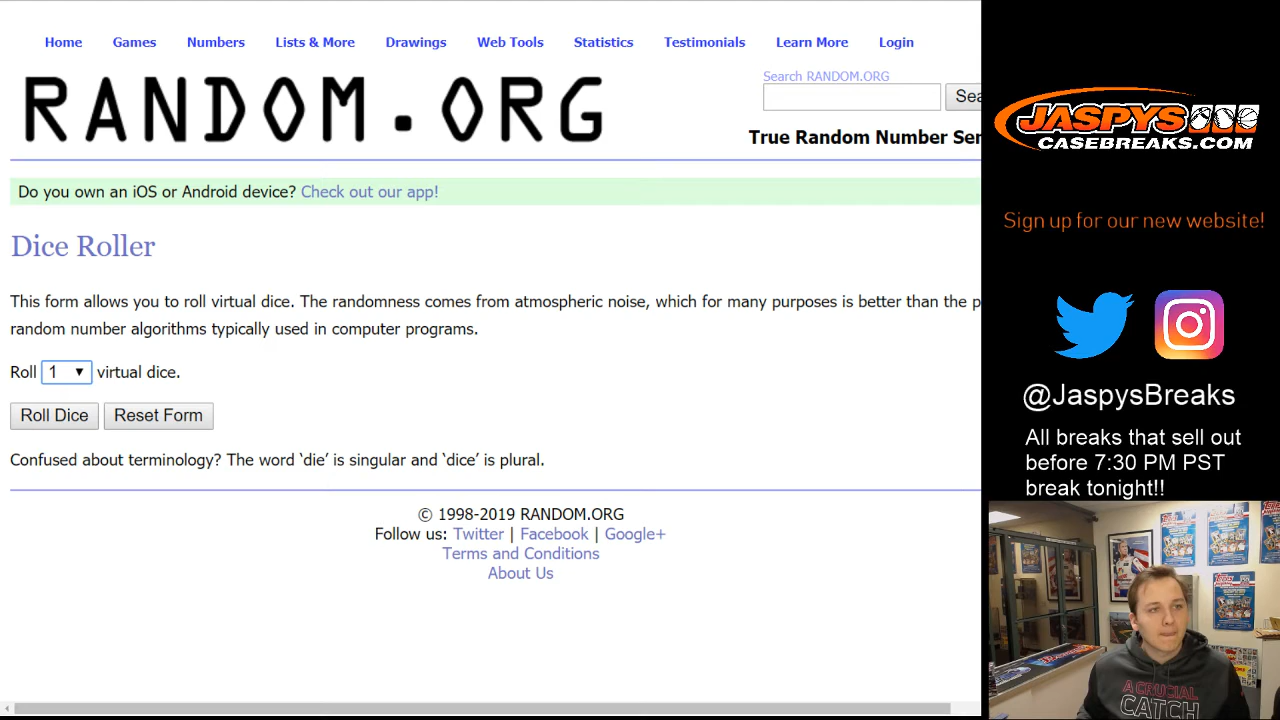 Home Games Numbers Lists & More Drawings Web Tools Statistics Testimonials Learn More Login
RANDOM.ORG
Search RANDOM.ORG
Sea
True Random Number Ser
Do you own an iOS or Android device? Check out our app!
Dice Roller
This form allows you to roll virtual dice. The randomness comes from atmospheric noise, which for many purposes is better than the p
random number algorithms typically used in computer programs.
Roll 1 virtual dice.
Roll Dice Reset Form
Confused about terminology? The word ‘die’ is singular and ‘dice’ is plural.
© 1998-2019 RANDOM.ORG
Follow us: Twitter | Facebook | Google+
Terms and Conditions
About Us
JASPYS
CASEBREAKS.COM
Sign up for our new website!
@JaspysBreaks
All breaks that sell out
before 7:30 PM PST
break tonight!!
A CRUCIAL
CATCH